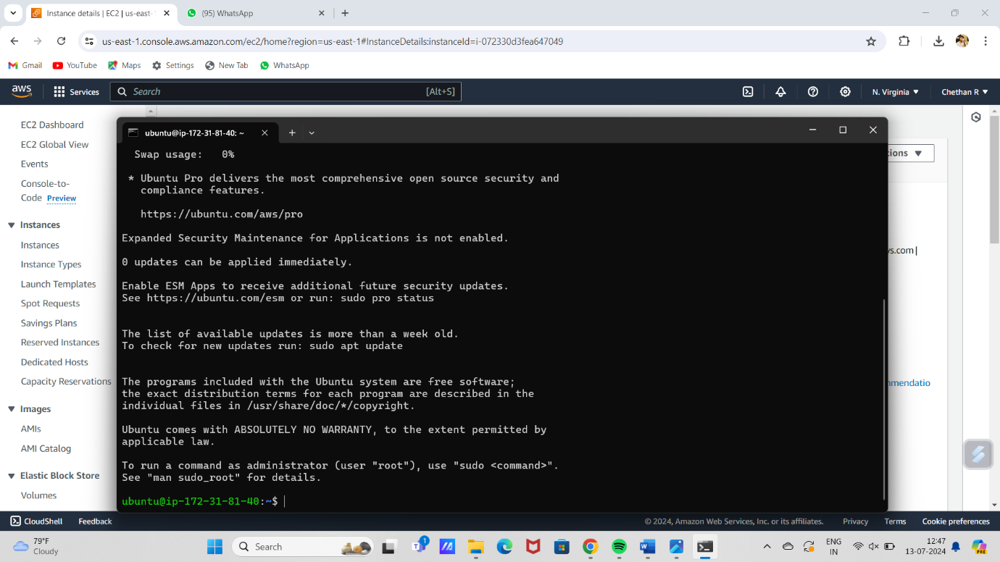 Instance details | EC2 | us-east-1
(95) WhatsApp
us-east-1.console.aws.amazon.com/ec2/home?region=us-east-1#InstanceDetails:instanceId=i-072330d3fea647049
Gmail
YouTube
Maps
Settings
New Tab
WhatsApp
aws
Services
Search
[Alt+S]
N. Virginia
Chethan R
EC2 Dashboard
EC2 Global View
Events
Console-to-
Code Preview
Instances
Instances
Instance Types
Launch Templates
Spot Requests
Savings Plans
Reserved Instances
Dedicated Hosts
Capacity Reservations
Images
AMIs
AMI Catalog
Elastic Block Store
Volumes
ubuntu@ip-172-31-81-40: ~
Swap usage: 0%
* Ubuntu Pro delivers the most comprehensive open source security and
compliance features.
https://ubuntu.com/aws/pro
Expanded Security Maintenance for Applications is not enabled.
0 updates can be applied immediately.
Enable ESM Apps to receive additional future security updates.
See https://ubuntu.com/esm or run: sudo pro status
The list of available updates is more than a week old.
To check for new updates run: sudo apt update
The programs included with the Ubuntu system are free software;
the exact distribution terms for each program are described in the
individual files in /usr/share/doc/*/copyright.
Ubuntu comes with ABSOLUTELY NO WARRANTY, to the extent permitted by
applicable law.
To run a command as administrator (user "root"), use "sudo <command>".
See "man sudo_root" for details.
ubuntu@ip-172-31-81-40:~$
ions
ws.com|
nmendatio
CloudShell
Feedback
© 2024, Amazon Web Services, Inc. or its affiliates.
Privacy
Terms
Cookie preferences
79°F
Cloudy
Search
1
ENG
IN
12:47
13-07-2024
PRE